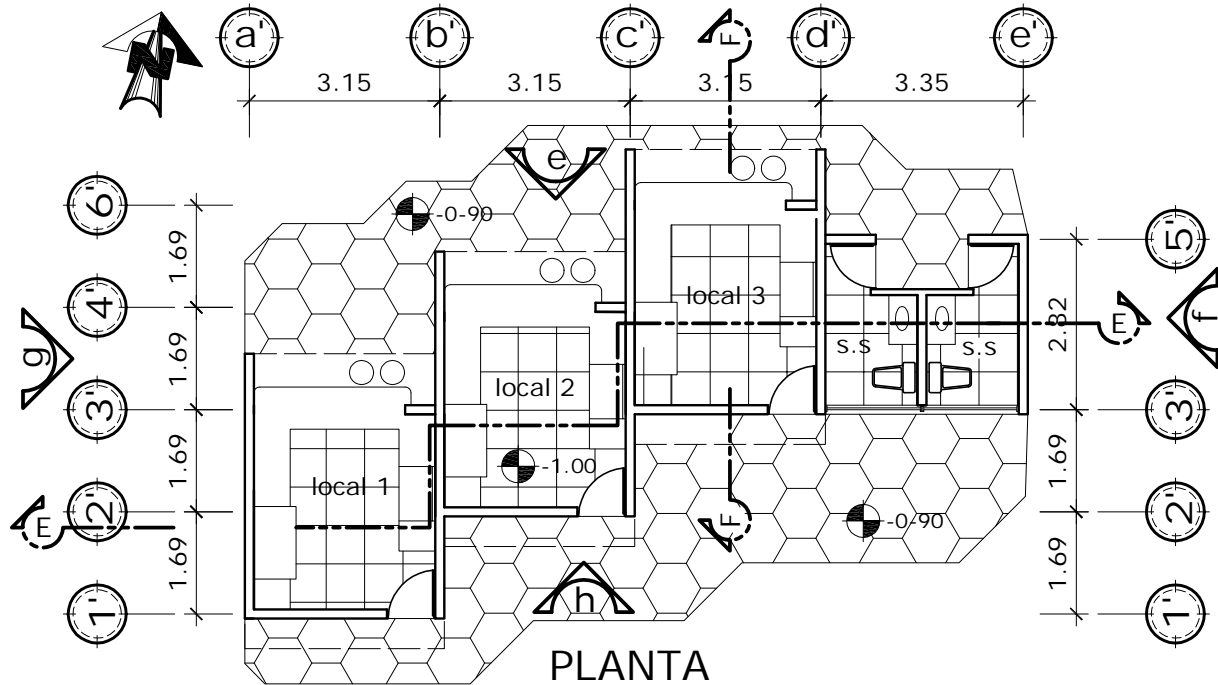 a' b' c' d' e'
N
F
3.15 3.15 3.15 3.35
e
6' 5'
-0-90
1.69 2.82
4'
local 3
E
f
g
s.s s.s
1.69
local 2
3' 3'
-1.00
1.69 1.69
local 1
2' 2'
E
F
-0-90
1.69 1.69
h
1' 1'
PLANTA